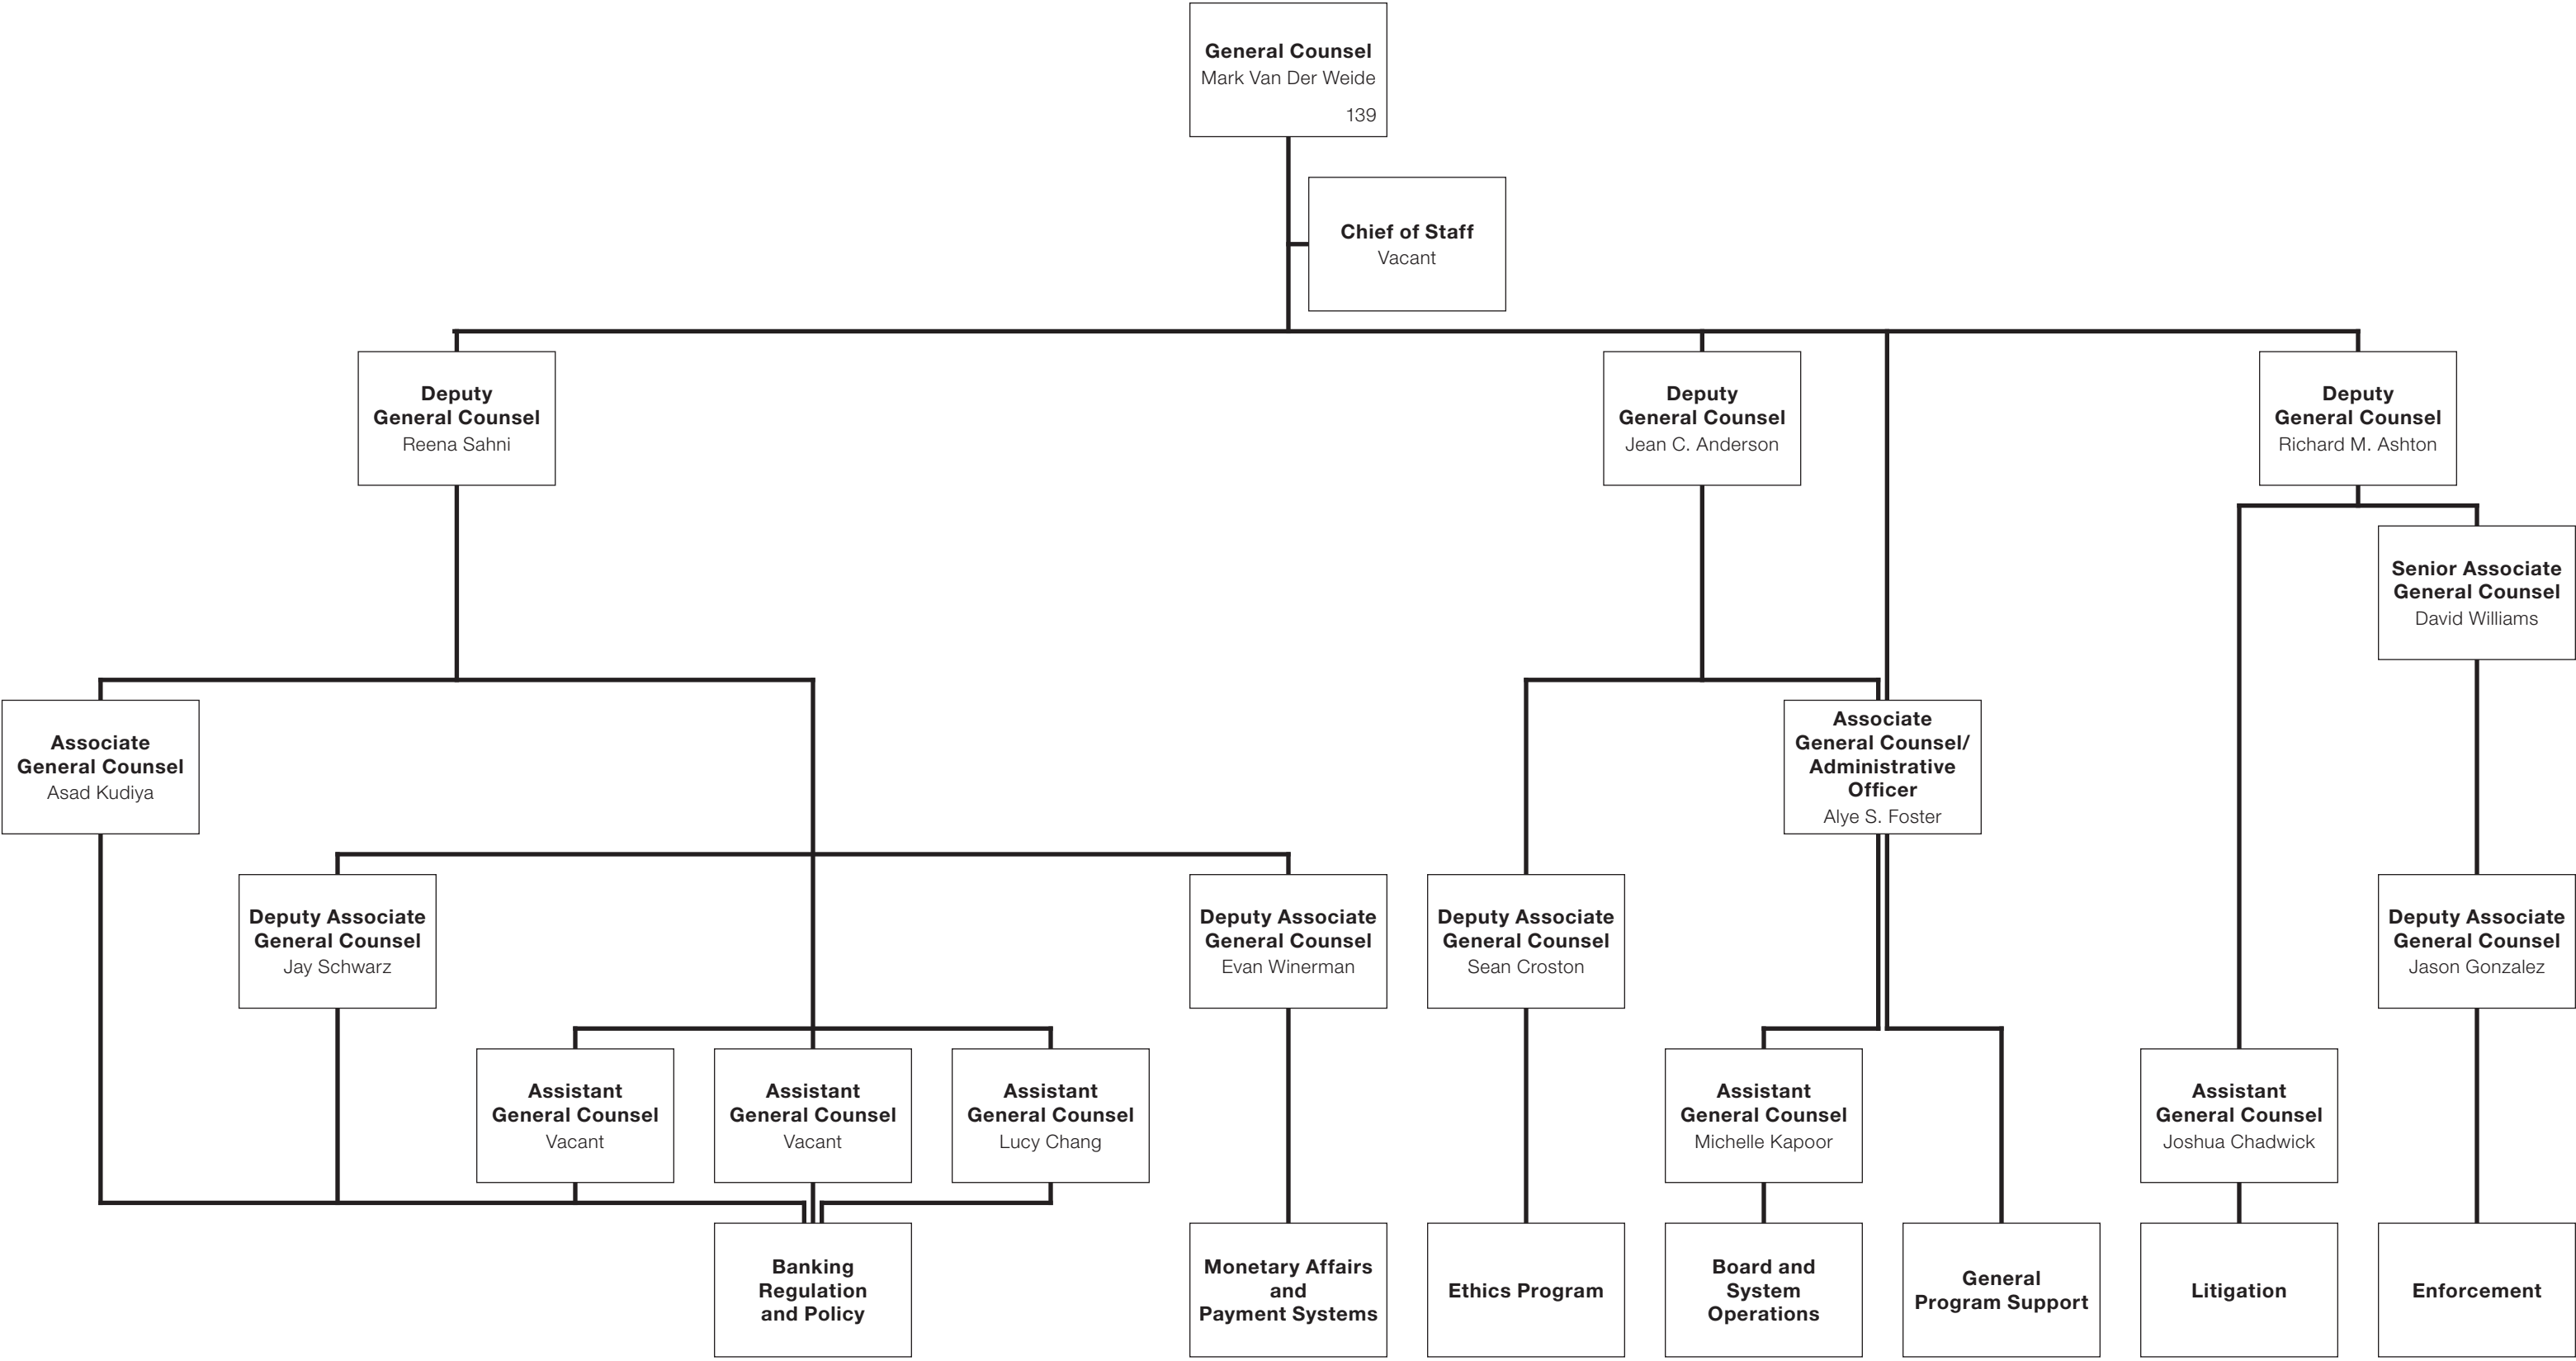 General Counsel
Mark Van Der Weide
139
Chief of Staff
Vacant
Deputy
General Counsel
Reena Sahni
Deputy
General Counsel
Jean C. Anderson
Deputy
General Counsel
Richard M. Ashton
Senior Associate
General Counsel
David Williams
Associate
General Counsel
Asad Kudiya
Associate
General Counsel/
Administrative
Officer
Alye S. Foster
Deputy Associate
General Counsel
Jay Schwarz
Deputy Associate
General Counsel
Evan Winerman
Deputy Associate
General Counsel
Sean Croston
Deputy Associate
General Counsel
Jason Gonzalez
Assistant
General Counsel
Vacant
Assistant
General Counsel
Vacant
Assistant
General Counsel
Lucy Chang
Assistant
General Counsel
Michelle Kapoor
Assistant
General Counsel
Joshua Chadwick
Banking
Regulation
and Policy
Monetary Affairs
and
Payment Systems
Ethics Program
Board and
System
Operations
General
Program Support
Litigation
Enforcement